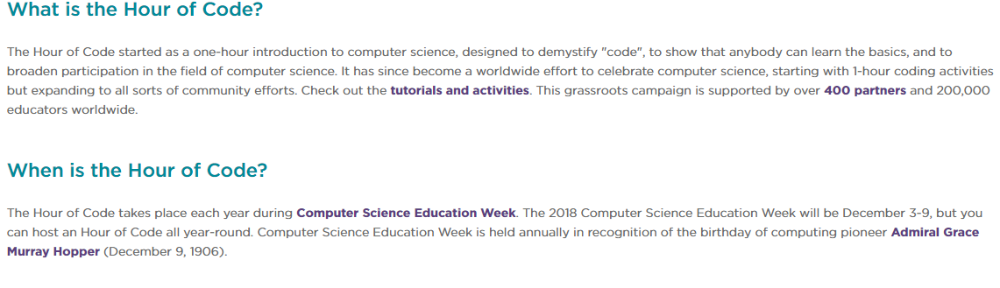 What is the Hour of Code?
The Hour of Code started as a one-hour introduction to computer science, designed to demystify "code", to show that anybody can learn the basics, and to
broaden participation in the field of computer science. It has since become a worldwide effort to celebrate computer science, starting with 1-hour coding activities
but expanding to all sorts of community efforts. Check out the tutorials and activities. This grassroots campaign is supported by over 400 partners and 200,000
educators worldwide.
When is the Hour of Code?
The Hour of Code takes place each year during Computer Science Education Week. The 2018 Computer Science Education Week will be December 3-9, but you
can host an Hour of Code all year-round. Computer Science Education Week is held annually in recognition of the birthday of computing pioneer Admiral Grace
Murray Hopper (December 9, 1906).